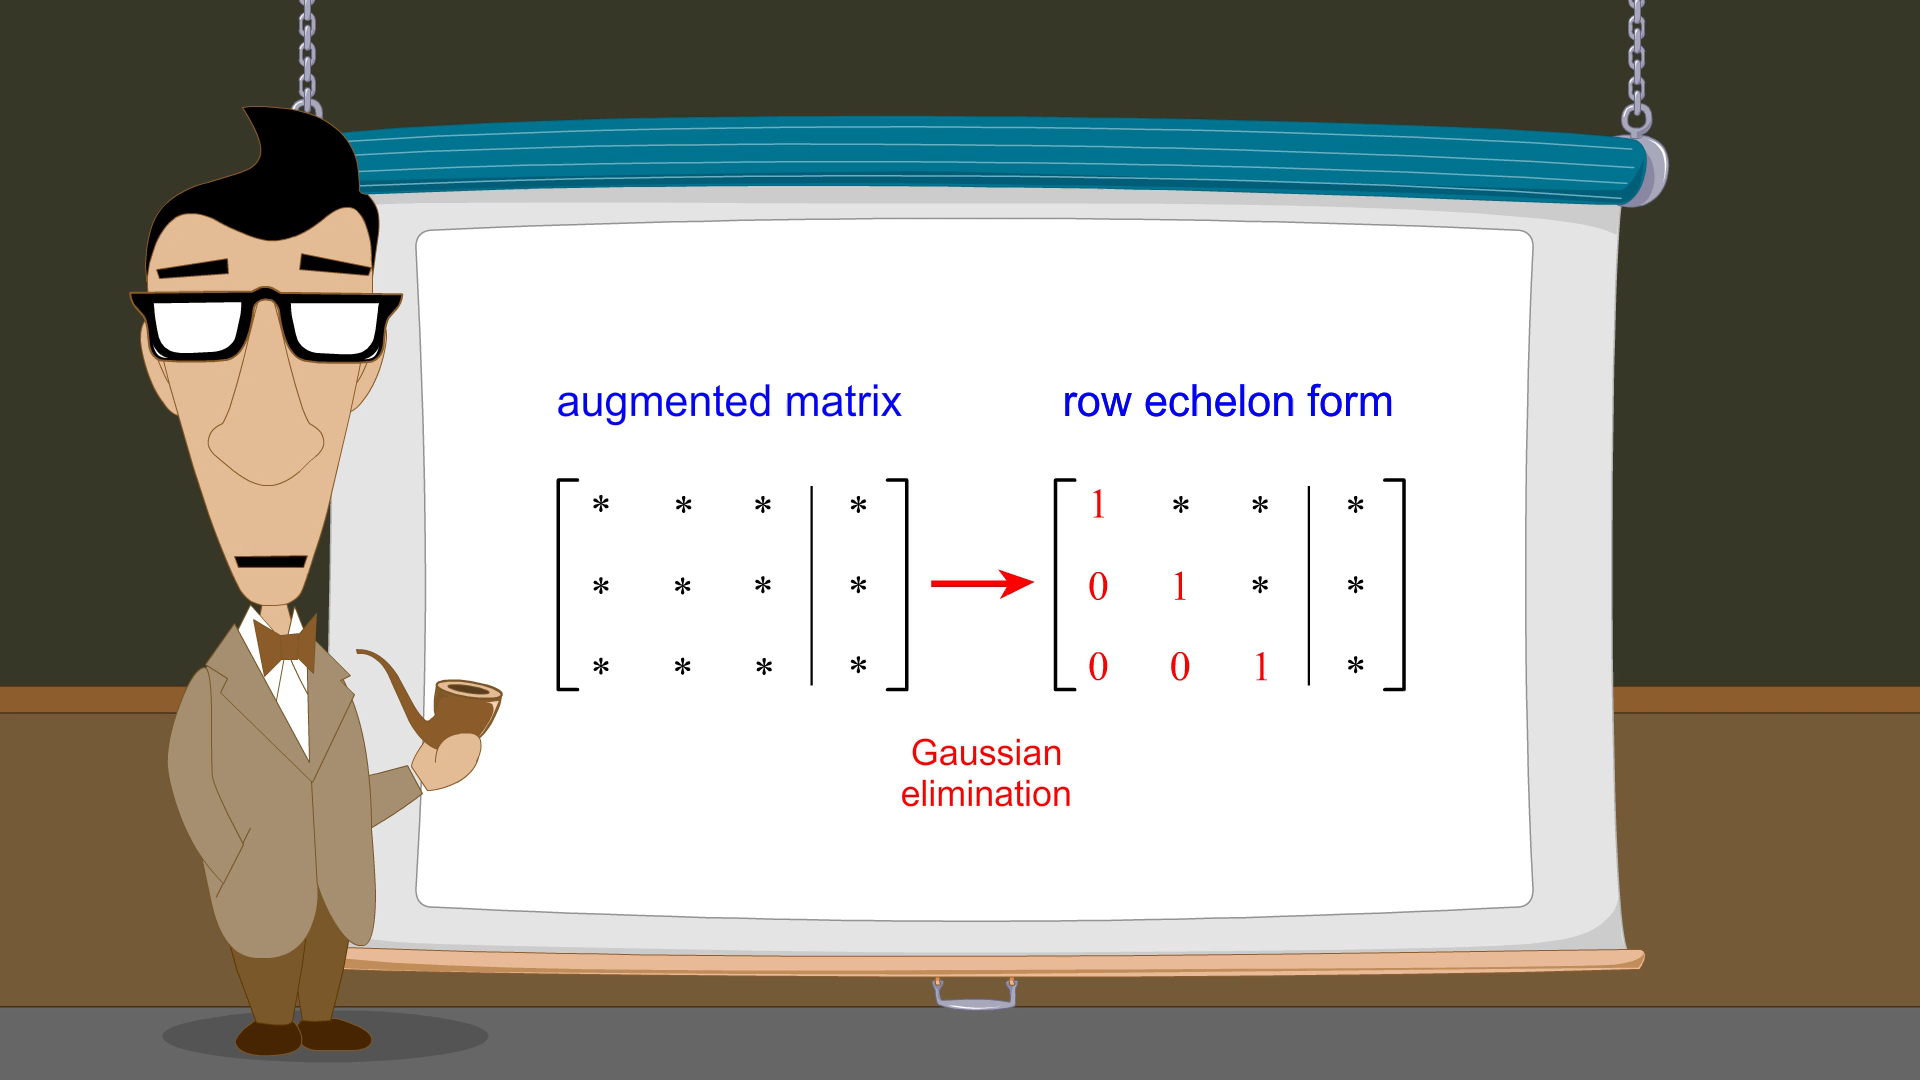 augmented matrix
row echelon form
* * * | *
* * * | *
* * * | *
1 * * | *
0 1 * | *
0 0 1 | *
Gaussian
elimination